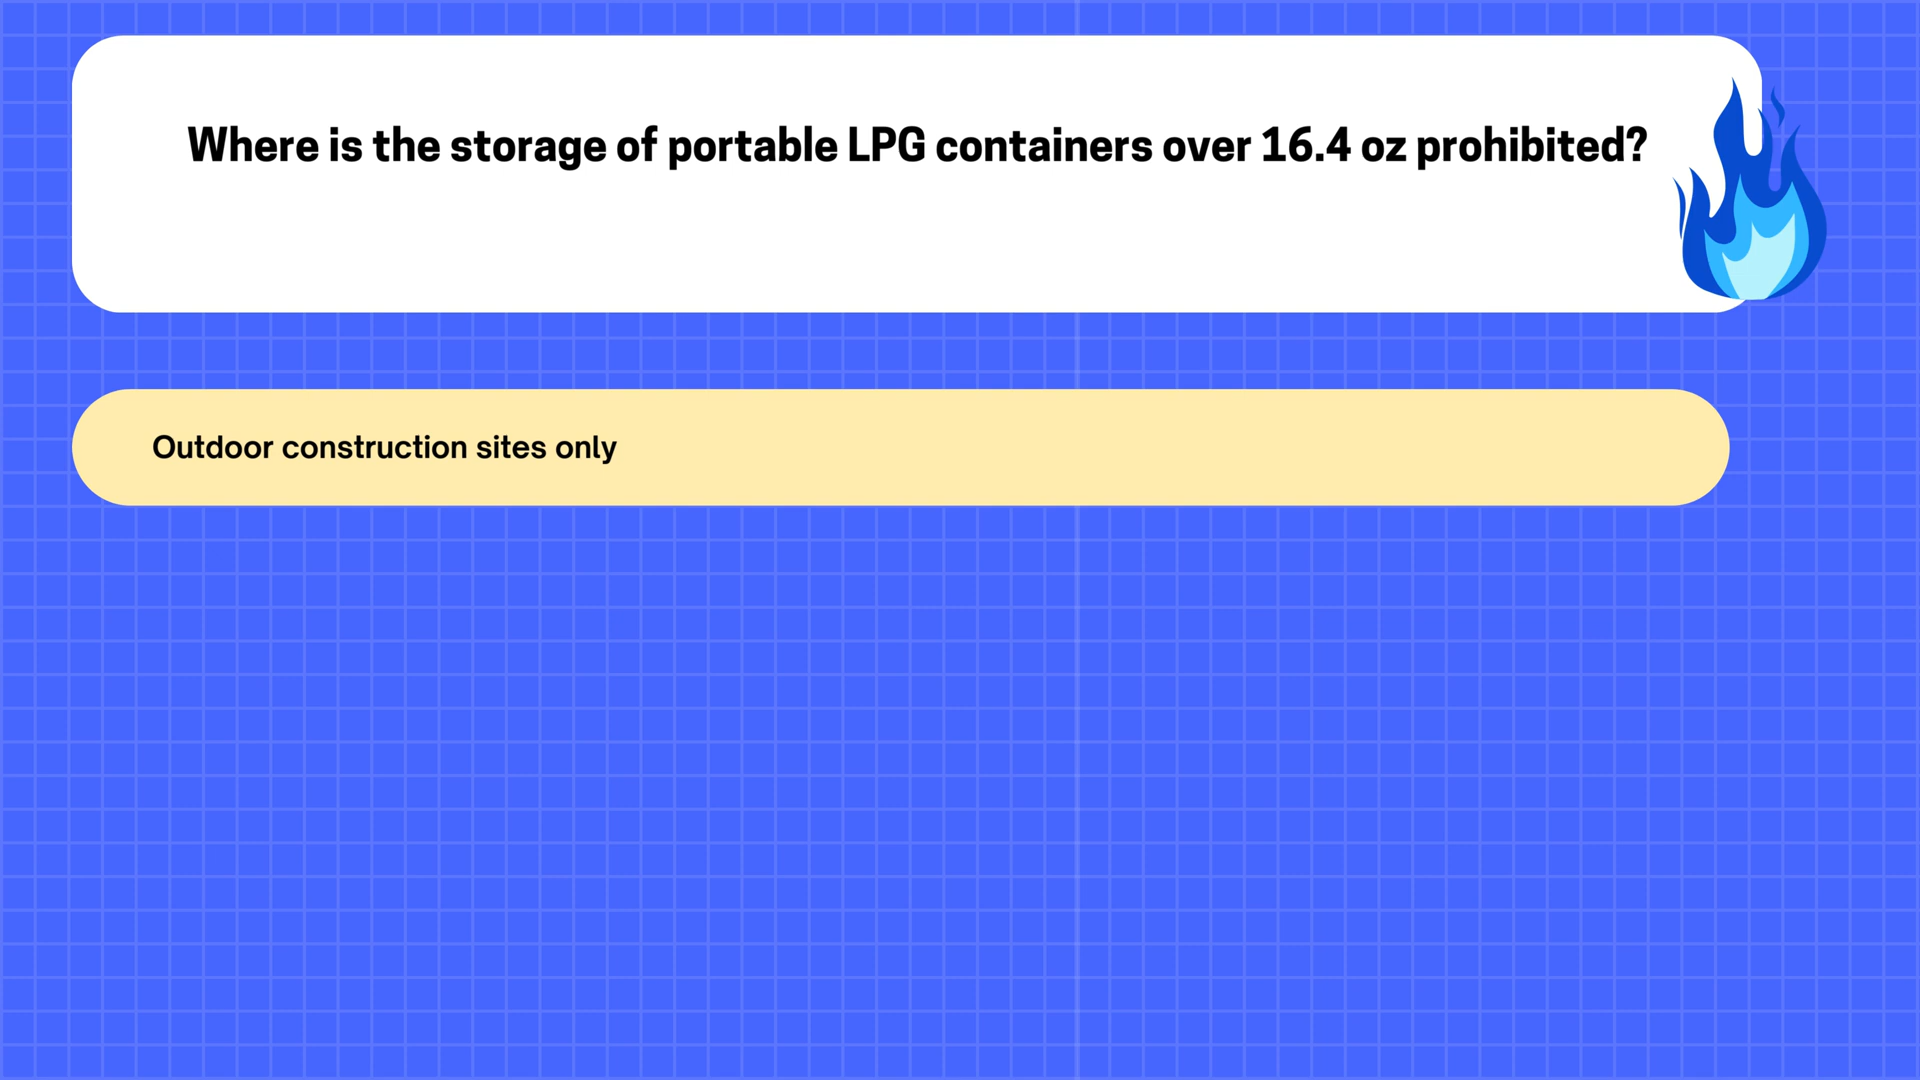 Where is the storage of portable LPG containers over 16.4 oz prohibited?
Outdoor construction sites only